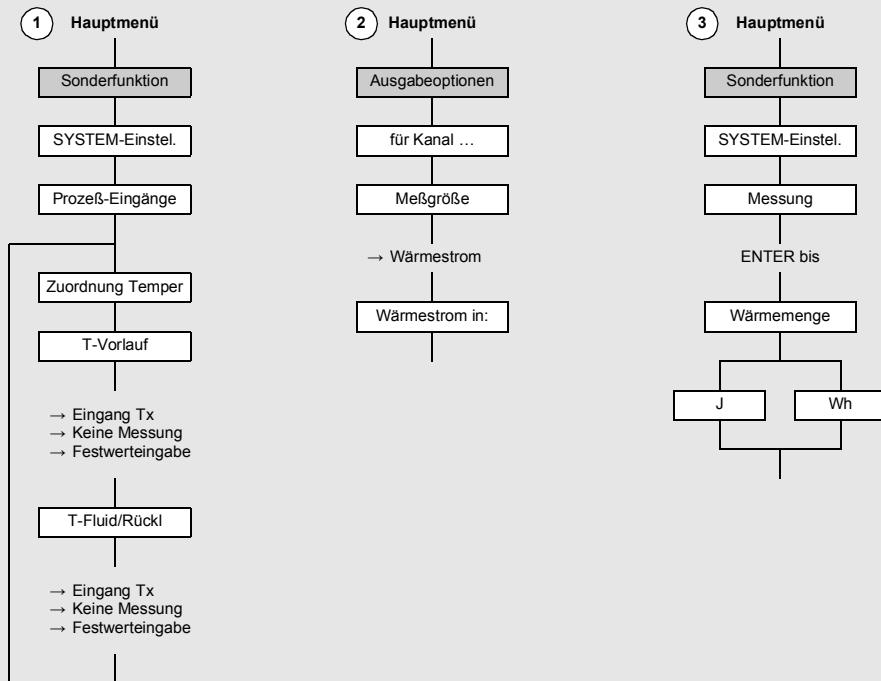 1 Hauptmenü
Sonderfunktion
SYSTEM-Einstel.
Prozeß-Eingänge
Zuordnung Temper
T-Vorlauf
→ Eingang Tx
→ Keine Messung
→ Festwerteingabe
T-Fluid/Rückl
→ Eingang Tx
→ Keine Messung
→ Festwerteingabe
2 Hauptmenü
Ausgabeoptionen
für Kanal …
Meßgröße
→ Wärmestrom
Wärmestrom in:
3 Hauptmenü
Sonderfunktion
SYSTEM-Einstel.
Messung
ENTER bis
Wärmemenge
J
Wh